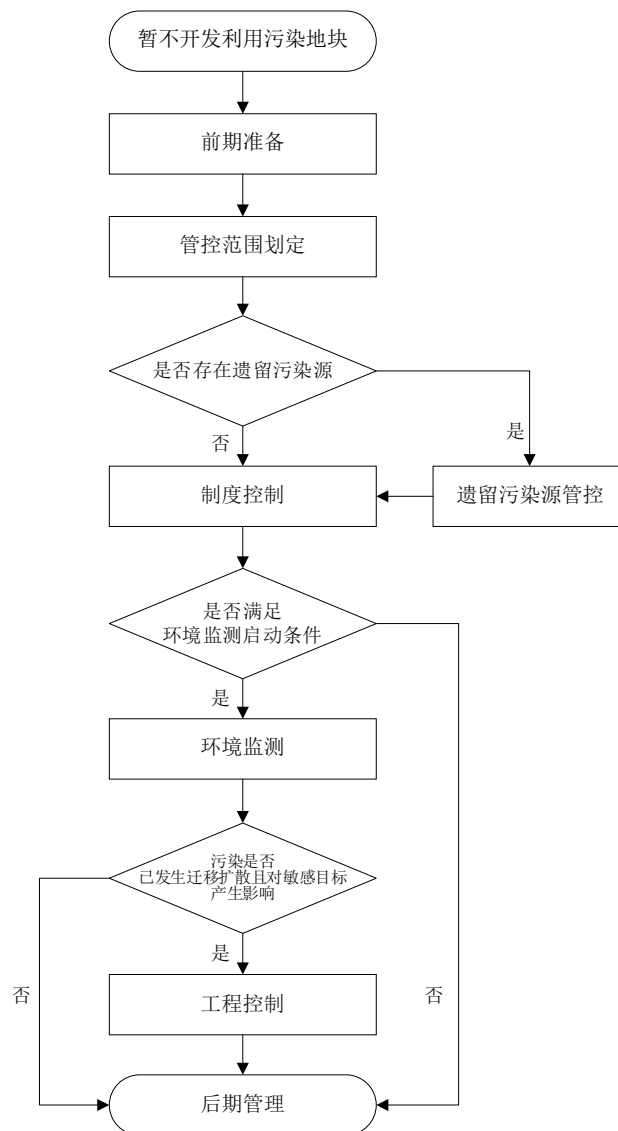 暂不开发利用污染地块
前期准备
管控范围划定
是否存在遗留污染源
否
是
制度控制
遗留污染源管控
是否满足
环境监测启动条件
是
环境监测
污染是否
已发生迁移扩散且对敏感目标
产生影响
是
否
否
工程控制
后期管理